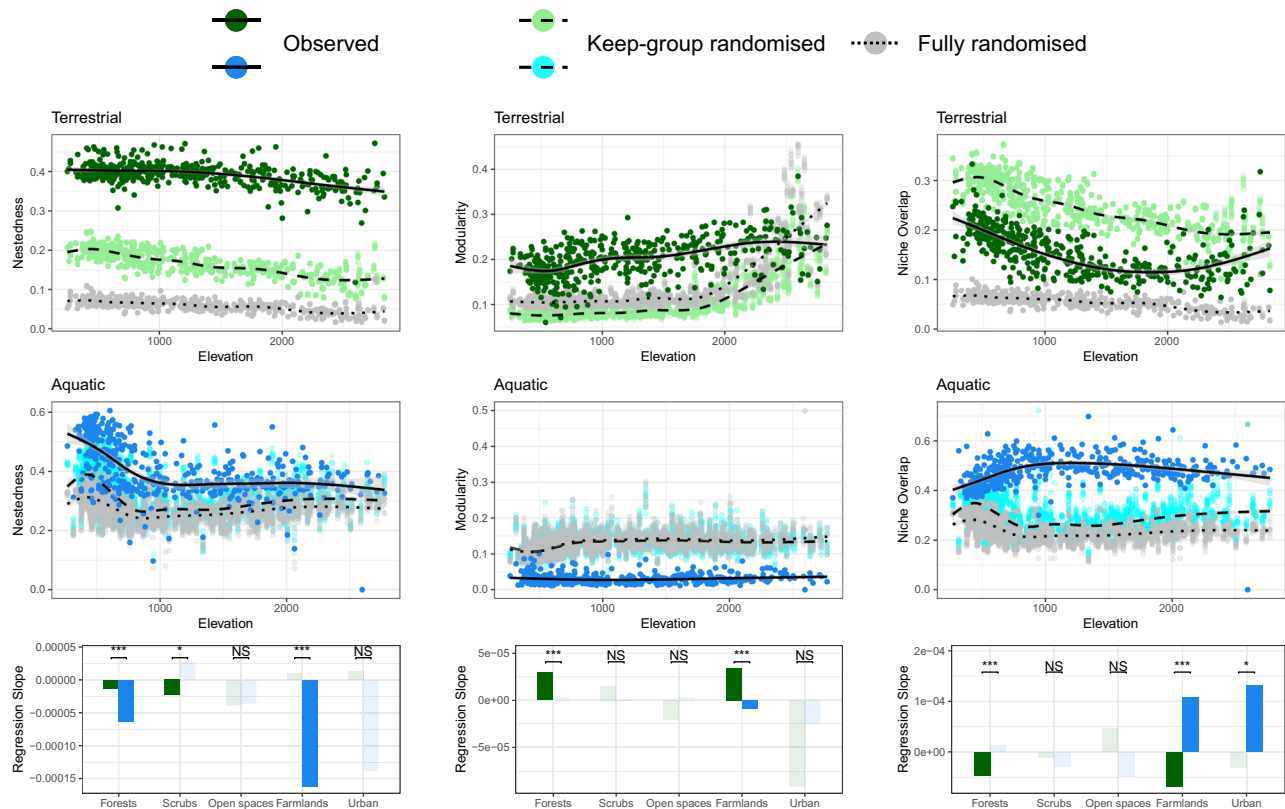 Observed
Keep-group randomised
Fully randomised
Terrestrial
Nestedness
0.4
0.3
0.2
0.1
0.0
1000
2000
Elevation
Terrestrial
Modularity
0.4
0.3
0.2
0.1
1000
2000
Elevation
Terrestrial
Niche Overlap
0.3
0.2
0.1
0.0
1000
2000
Elevation
Aquatic
Nestedness
0.6
0.4
0.2
0.0
1000
2000
Elevation
Aquatic
Modularity
0.5
0.4
0.3
0.2
0.1
0.0
1000
2000
Elevation
Aquatic
Niche Overlap
0.6
0.4
0.2
0.0
1000
2000
Elevation
Regression Slope
0.00005
0.00000
−0.00005
−0.00010
−0.00015
*** * NS *** NS
Forests Scrubs Open spaces Farmlands Urban
Regression Slope
5e−05
0e+00
−5e−05
*** NS NS *** NS
Forests Scrubs Open spaces Farmlands Urban
Regression Slope
2e−04
1e−04
0e+00
*** NS NS *** *
Forests Scrubs Open spaces Farmlands Urban